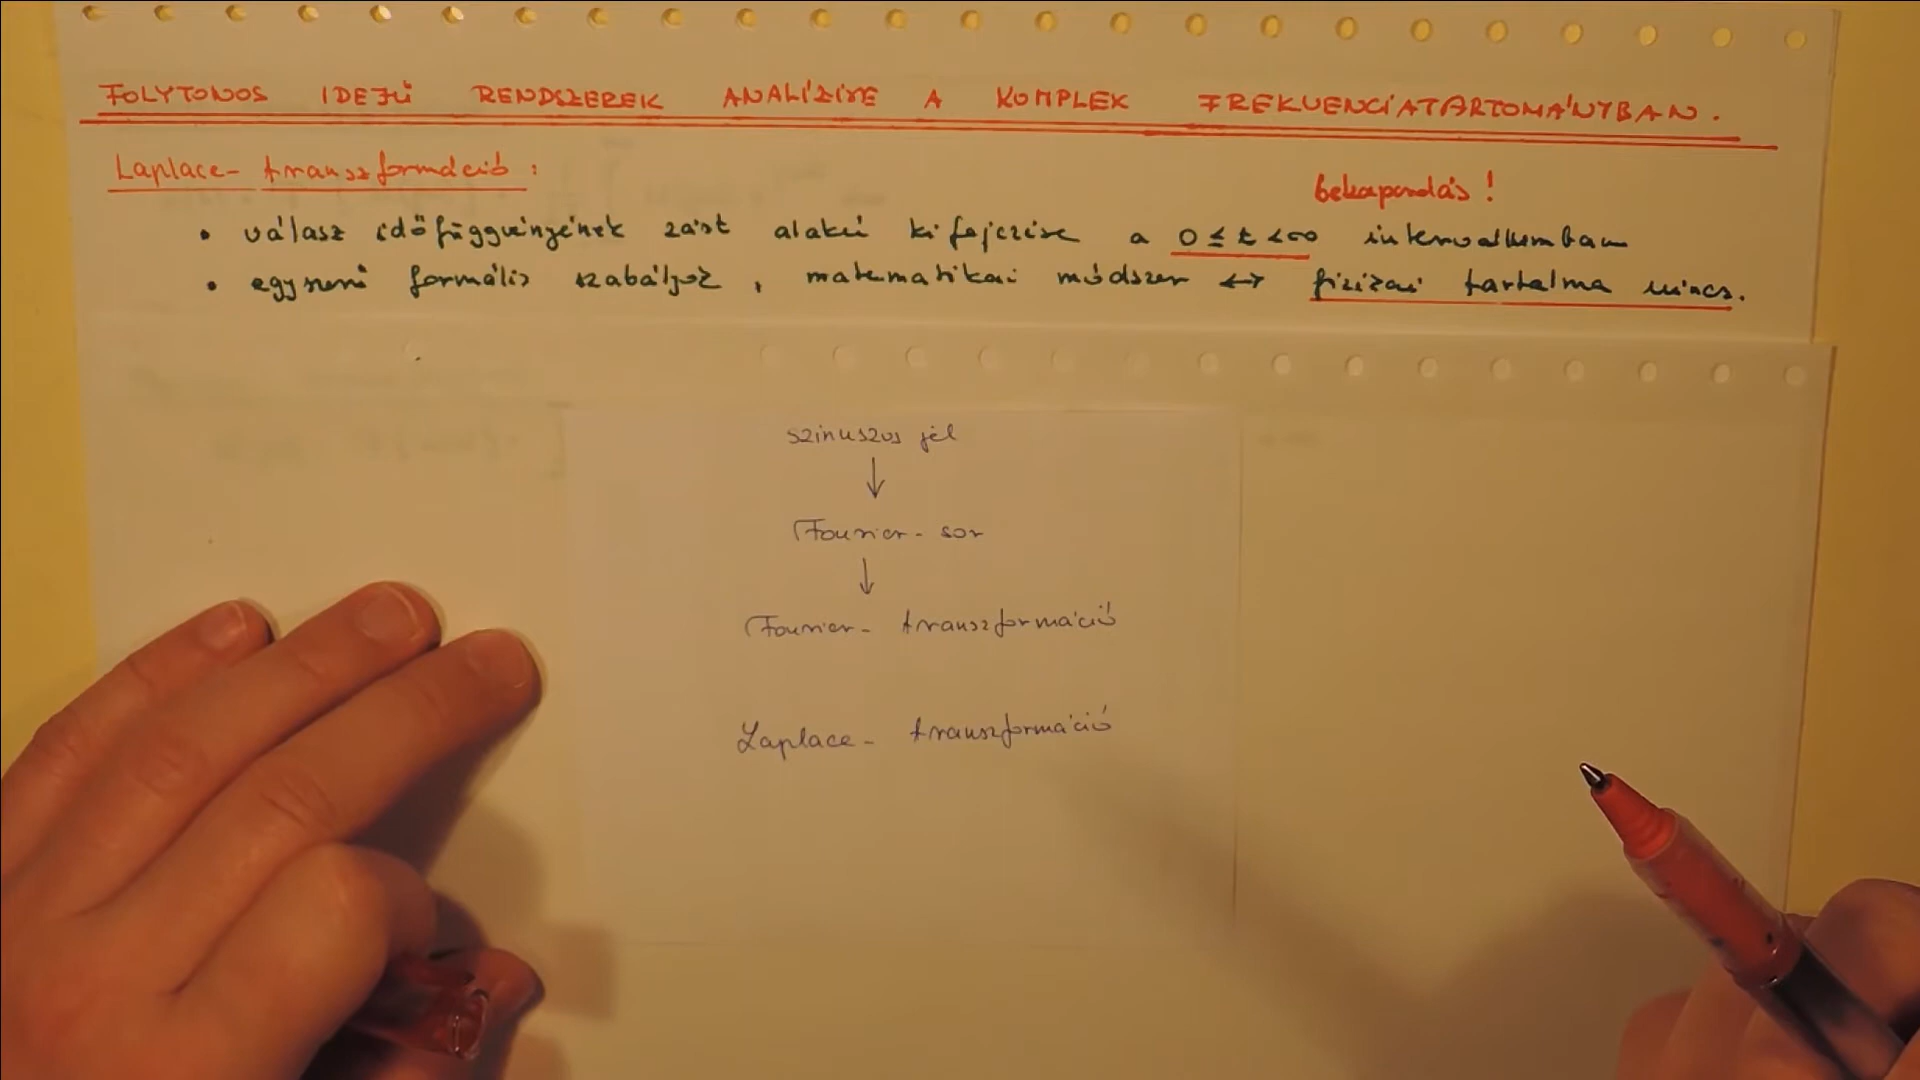 FOLYTONOS IDEJŰ RENDSZEREK ANALÍZISE A KOMPLEX FREKVENCIATARTOMÁNYBAN.
Laplace- transzformáció:
bekapcsolás!
• válasz időfüggvényének zárt alakú kifejezése a 0 ≤ t < ∞ intervallumban
• egyszerű formális szabályok, matematikai módszer ↔ fizikai tartalma nincs.
szinuszos jel
↓
Fourier- sor
↓
Fourier- transzformáció
Laplace- transzformáció